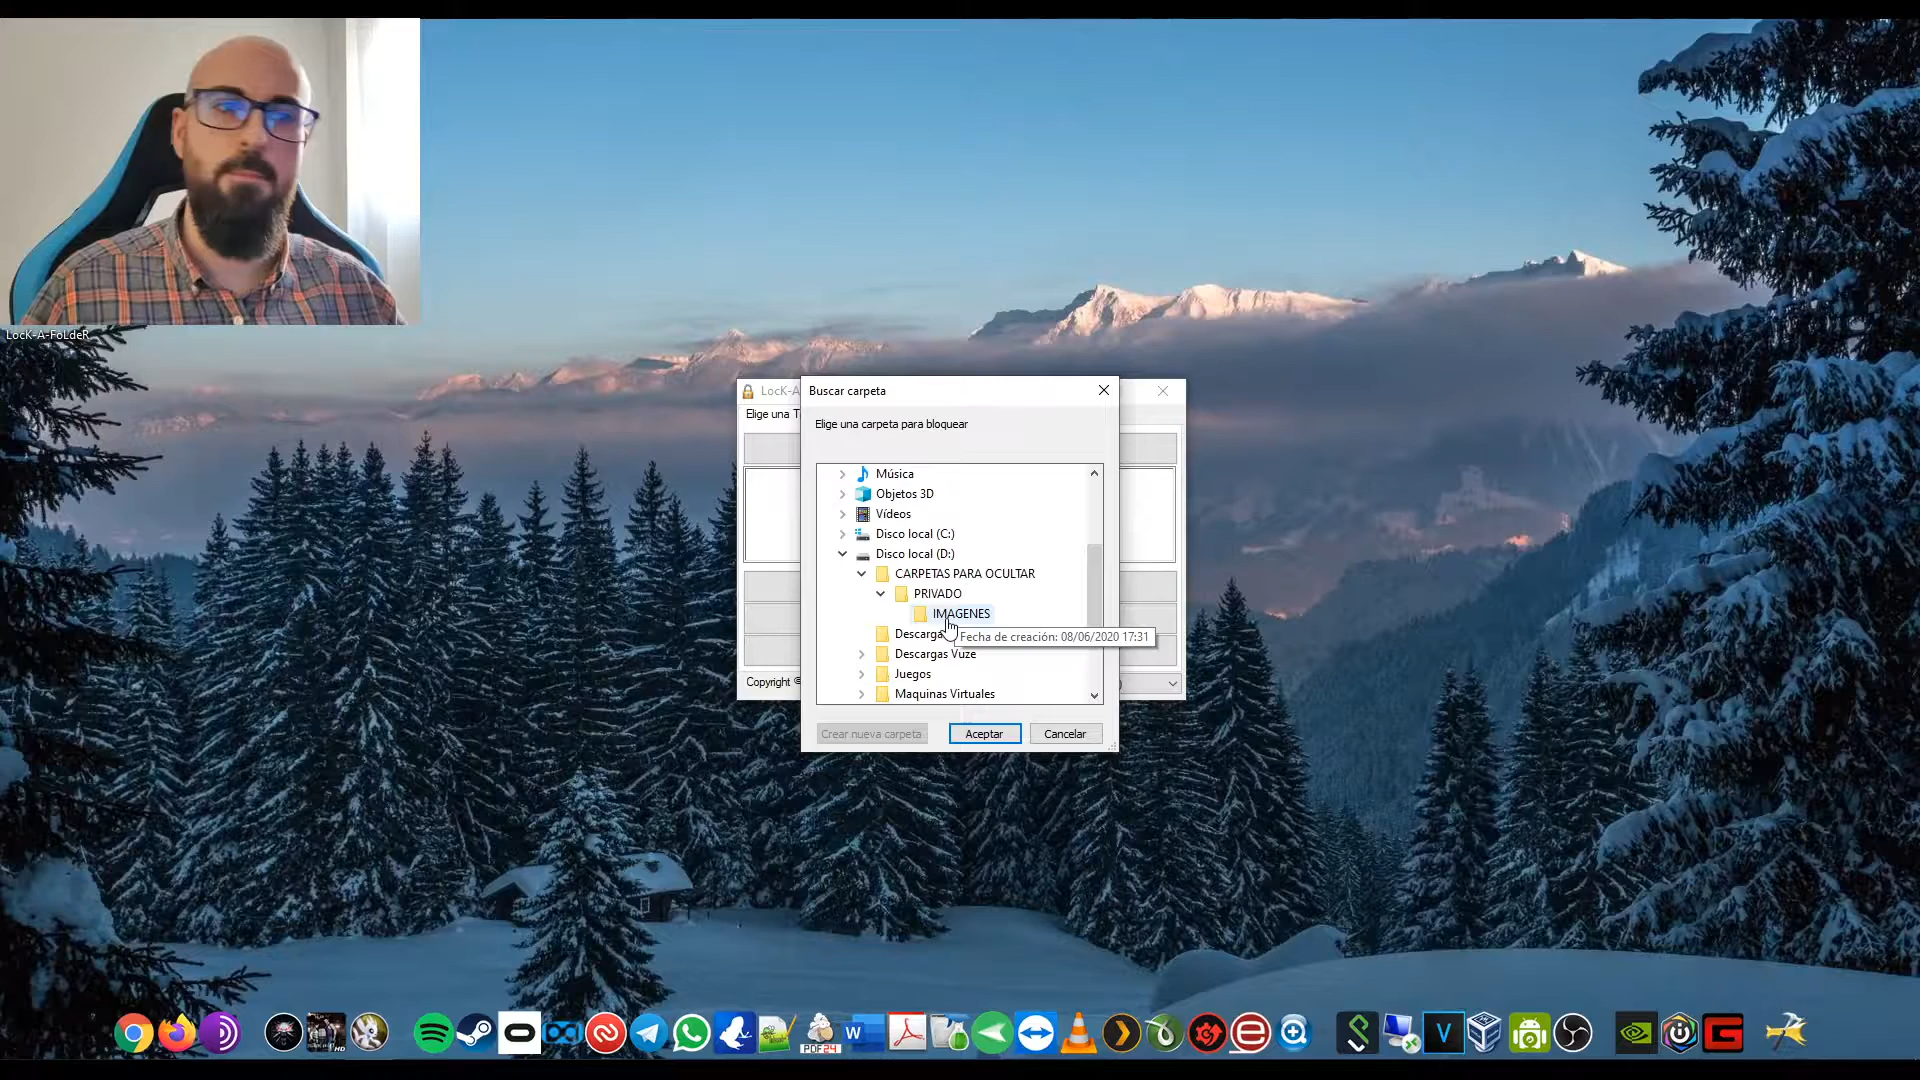 LocK-A-FoLdeR
LocK-A
Buscar carpeta
Elige una T
Elige una carpeta para bloquear
Música
Objetos 3D
Vídeos
Disco local (C:)
Disco local (D:)
CARPETAS PARA OCULTAR
PRIVADO
IMAGENES
Descarga
Fecha de creación: 08/06/2020 17:31
Descargas Vuze
Juegos
Maquinas Virtuales
Copyright ©
)
Crear nueva carpeta
Aceptar
Cancelar
HD
PDF24
W
V